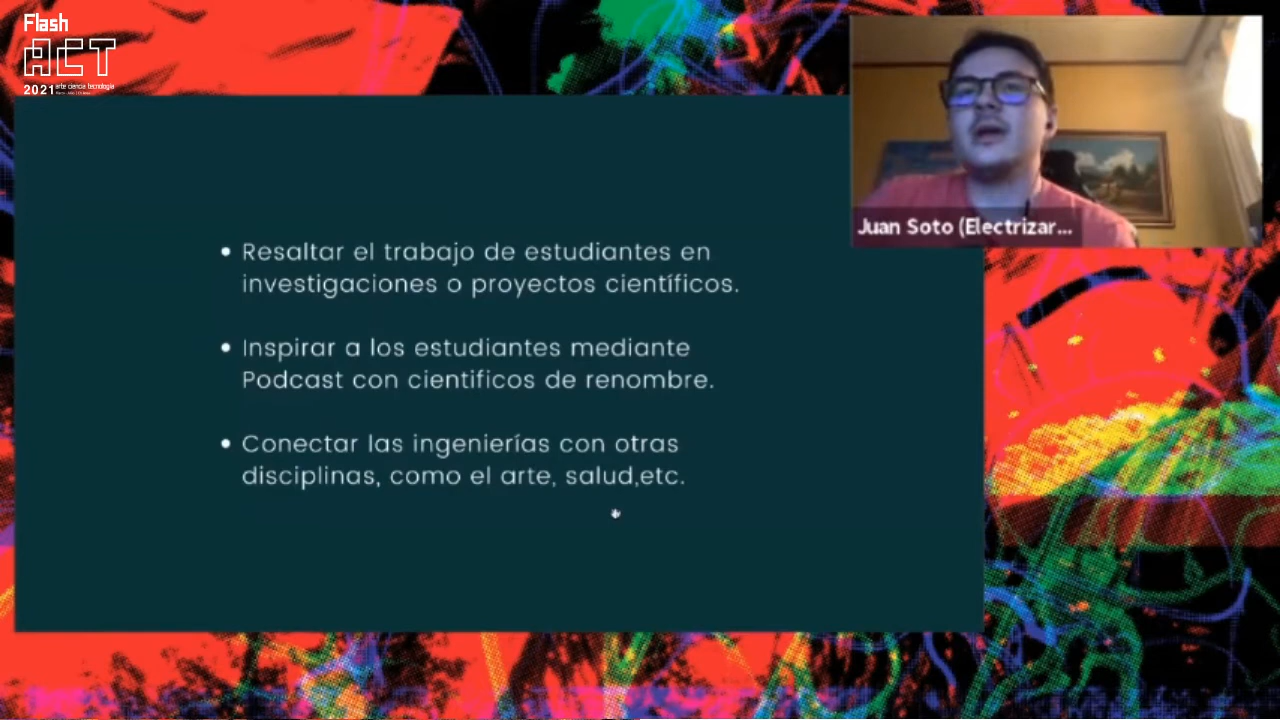 Flash
ACT
2021 arte ciencia tecnología
Juan Soto (Electrizar...
• Resaltar el trabajo de estudiantes en
investigaciones o proyectos científicos.
• Inspirar a los estudiantes mediante
Podcast con cientificos de renombre.
• Conectar las ingenierías con otras
disciplinas, como el arte, salud,etc.